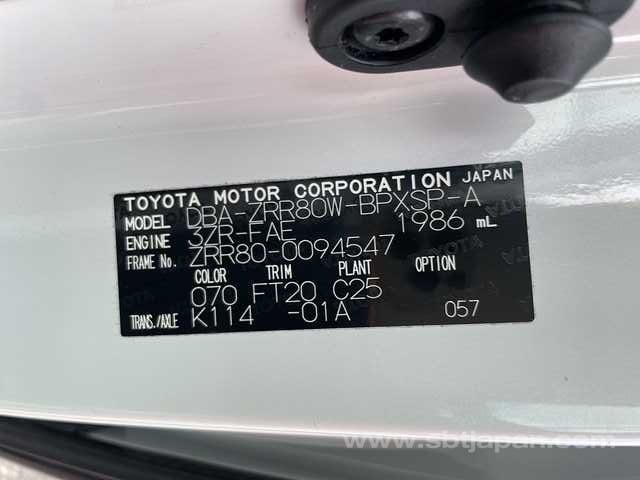 TOYOTA MOTOR CORPORATION JAPAN
MODEL DBA-ZRR80W-BPXSP-A
ENGINE 3ZR-FAE 1986 mL
FRAME No. ZRR80-0094547
COLOR TRIM PLANT OPTION
070 FT20 C25
TRANS./AXLE K114 -01A 057
www.sbtjapan.com